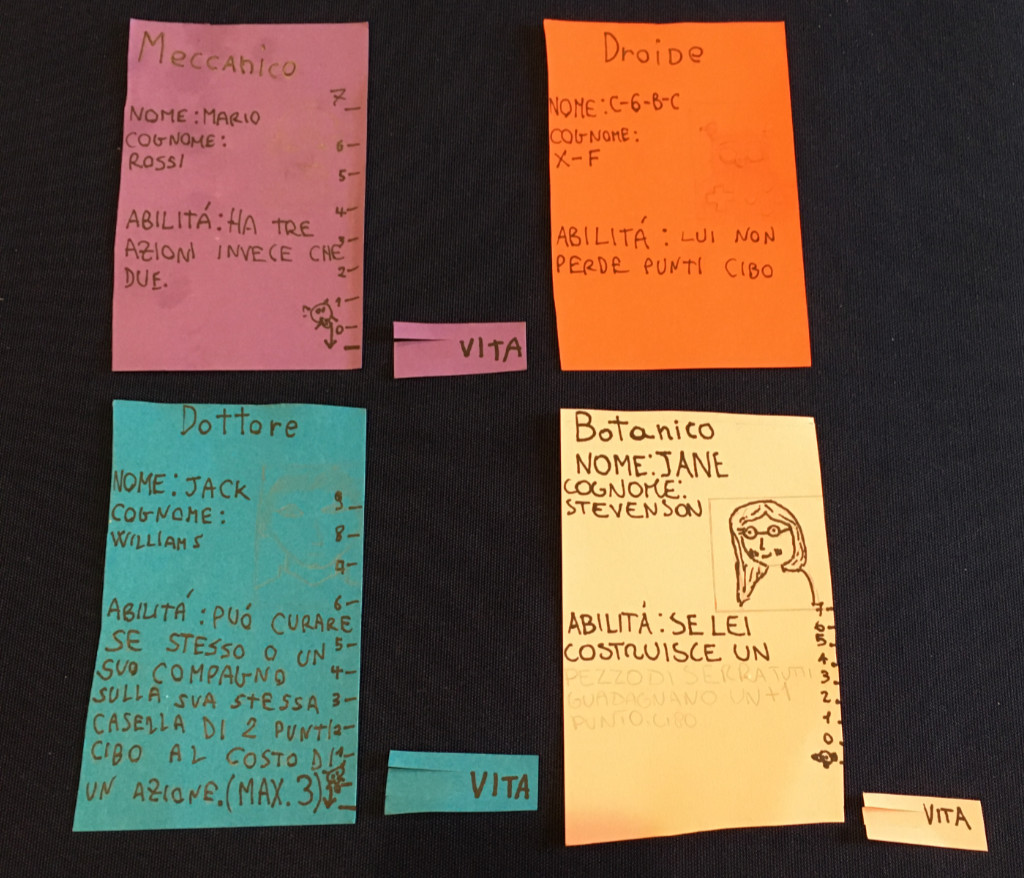 Meccanico
NOME:MARIO
COGNOME:
ROSSI
ABILITÁ:HA TRE
AZIONI INVECE CHE
DUE.
7
6
5
4
3
2
1
0
VITA
Droide
NOME:C-6-B-C
COGNOME:
X-F
ABILITÁ: LUI NON
PERDE PUNTI CIBO
Dottore
NOME:JACK
COGNOME:
WILLIAMS
ABILITÁ:PUÓ CURARE
SE STESSO O UN
SUO COMPAGNO
SULLA SUA STESSA
CASELLA DI 2 PUNTI
CIBO AL COSTO DI
UN AZIONE.(MAX.3)
9
8
6
5
4
3
2
1
VITA
Botanico
NOME:JANE
COGNOME:
STEVENSON
ABILITÁ:SE LEI
COSTRUISCE UN
PEZZO DI SERRA TUTTI
GUADAGNANO UN +1
PUNTO CIBO
7
6
5
4
3
2
1
0
VITA